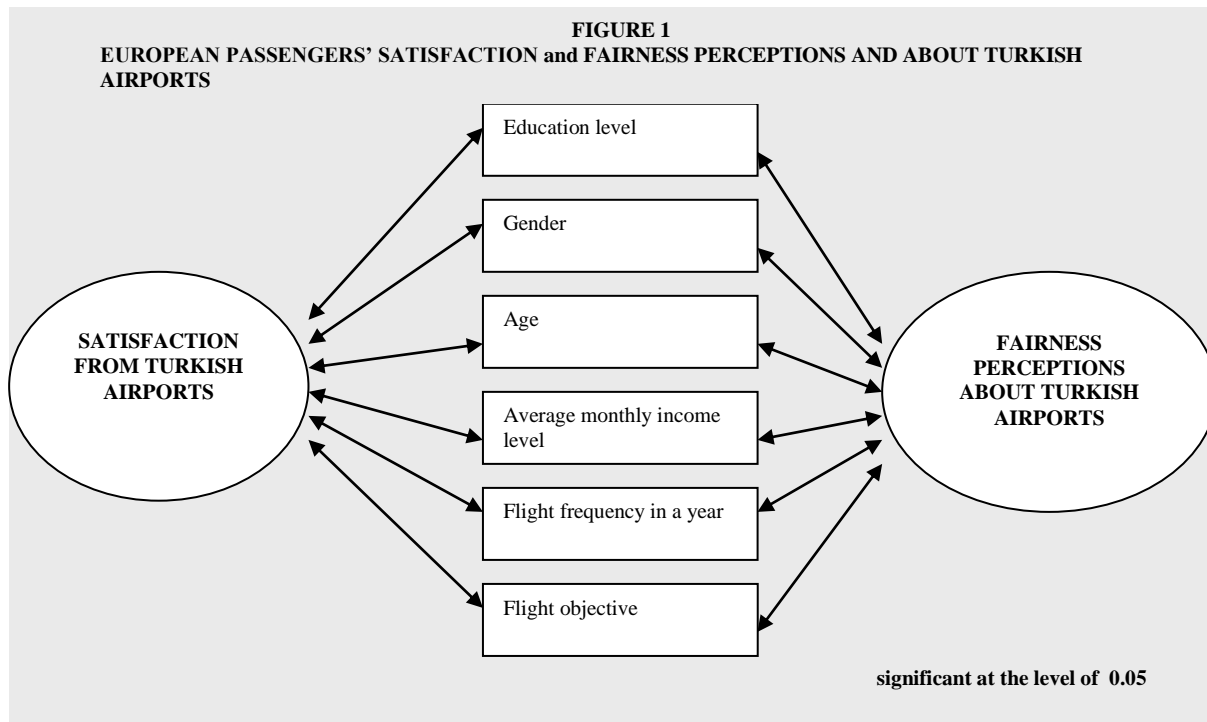 FIGURE 1
EUROPEAN PASSENGERS’ SATISFACTION and FAIRNESS PERCEPTIONS AND ABOUT TURKISH
AIRPORTS
Education level
Gender
Age
Average monthly income
level
Flight frequency in a year
Flight objective
SATISFACTION
FROM TURKISH
AIRPORTS
FAIRNESS
PERCEPTIONS
ABOUT TURKISH
AIRPORTS
significant at the level of 0.05